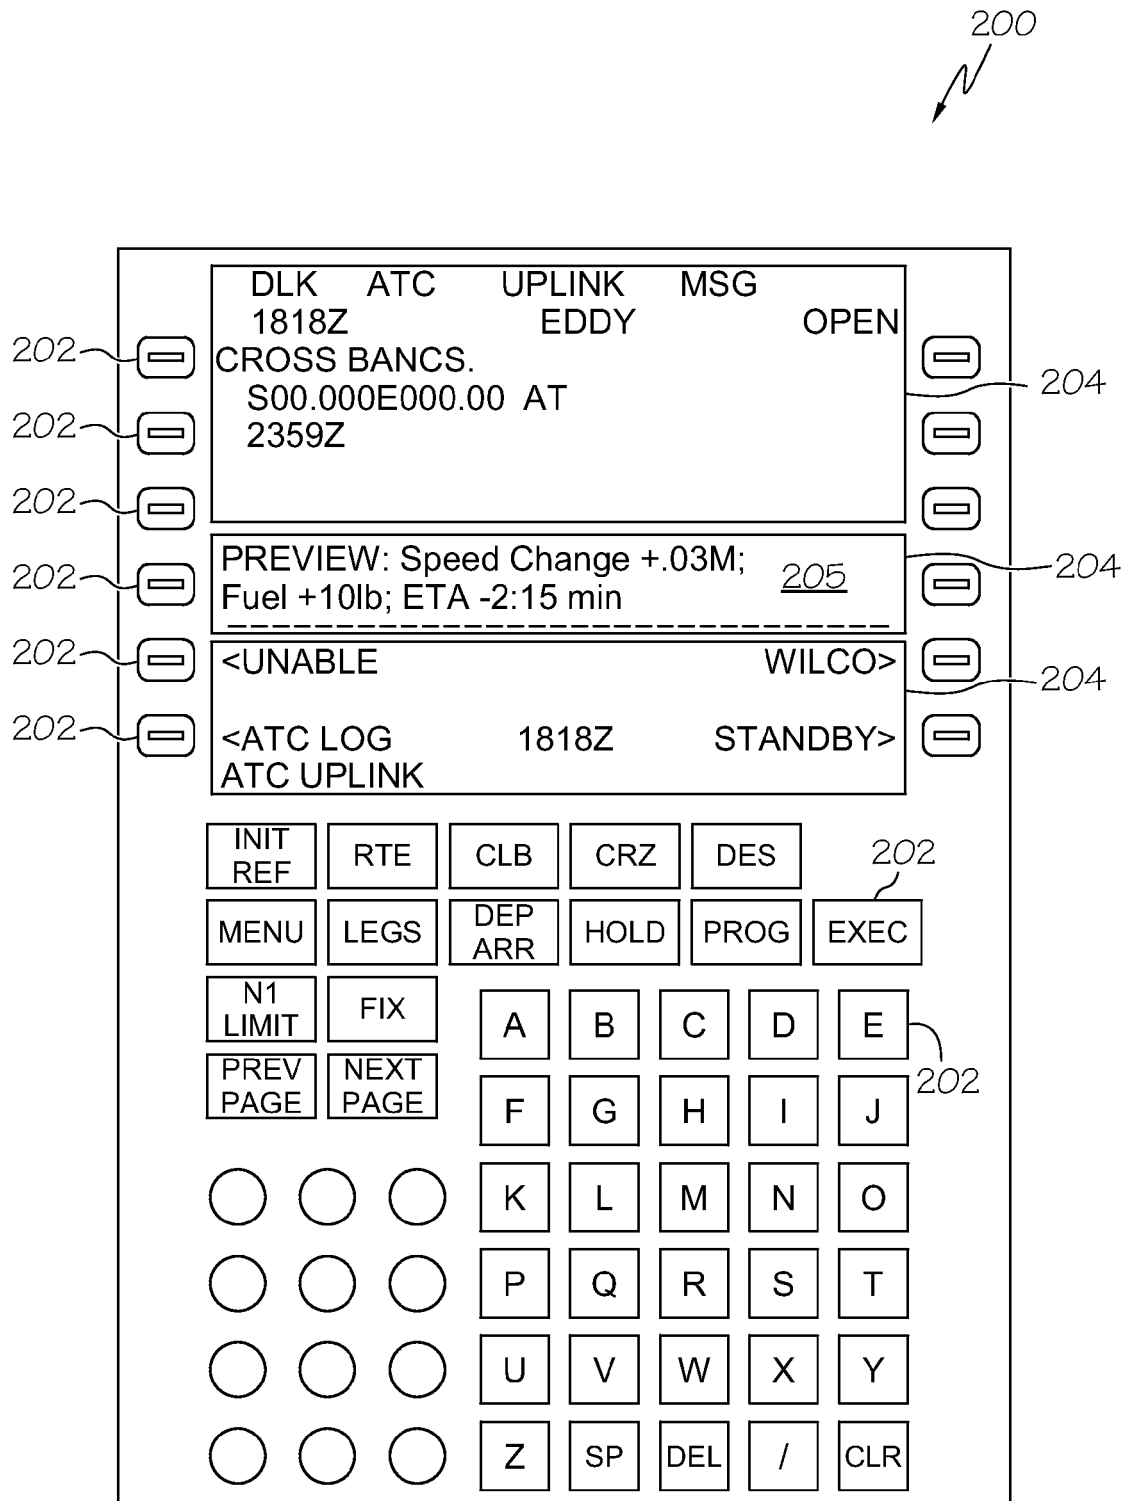 200
DLK ATC UPLINK MSG
1818Z EDDY OPEN
202 CROSS BANCS.
S00.000E000.00 AT 204
202 2359Z
202
PREVIEW: Speed Change +.03M;
202 Fuel +10lb; ETA -2:15 min 205 204
202 <UNABLE WILCO>
204
202 <ATC LOG 1818Z STANDBY>
ATC UPLINK
INIT REF RTE CLB CRZ DES 202
MENU LEGS DEP ARR HOLD PROG EXEC
N1 LIMIT FIX A B C D E
PREV PAGE NEXT PAGE 202
F G H I J
K L M N O
P Q R S T
U V W X Y
Z SP DEL / CLR